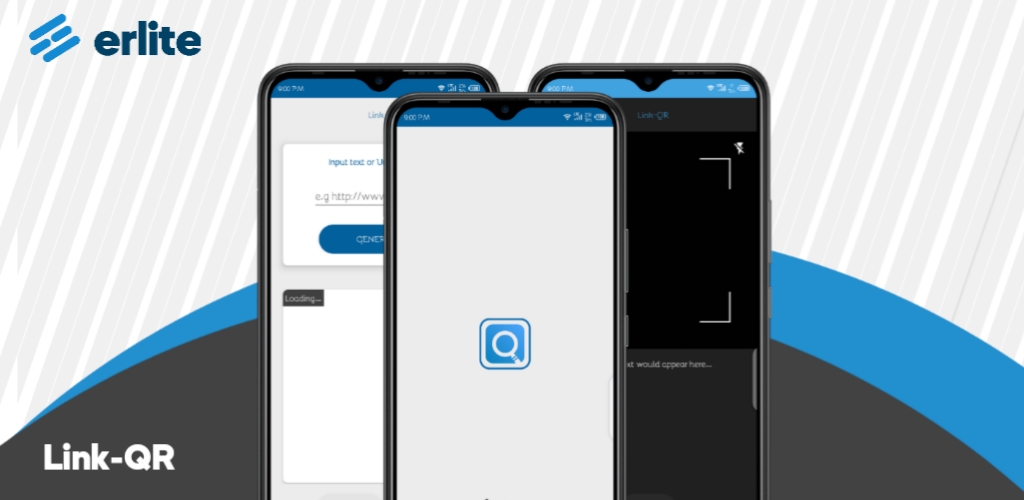 erlite
9:00 PM
Link-
Input text or U
e.g http://www
GENER
Loading...
9:00 PM
9:00 PM
Link-QR
xt would appear here...
Link-QR